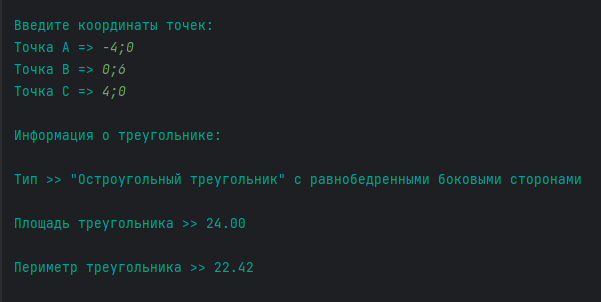 Введите координаты точек:
Точка A => -4;0
Точка B => 0;6
Точка C => 4;0
Информация о треугольнике:
Тип >> "Остроугольный треугольник" с равнобедренными боковыми сторонами
Площадь треугольника >> 24.00
Периметр треугольника >> 22.42